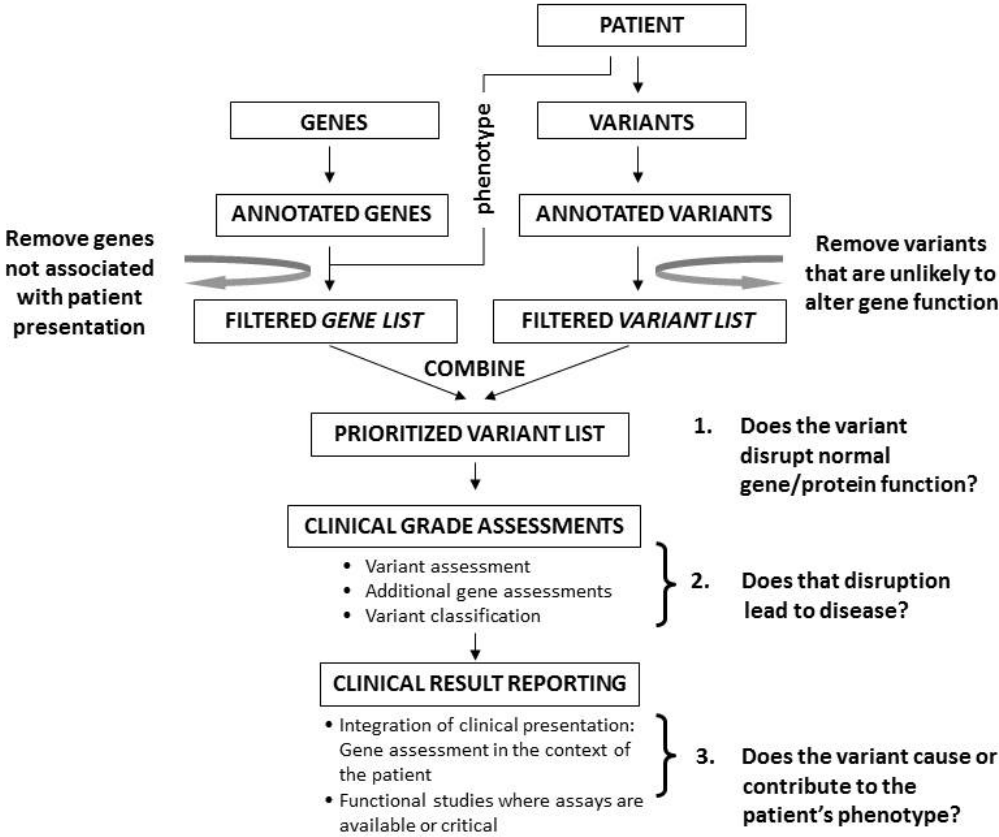 PATIENT
GENES
VARIANTS
phenotype
ANNOTATED GENES
ANNOTATED VARIANTS
Remove genes
not associated
with patient
presentation
Remove variants
that are unlikely to
alter gene function
FILTERED GENE LIST
FILTERED VARIANT LIST
COMBINE
PRIORITIZED VARIANT LIST
1. Does the variant
disrupt normal
gene/protein function?
CLINICAL GRADE ASSESSMENTS
• Variant assessment
• Additional gene assessments
• Variant classification
2. Does that disruption
lead to disease?
CLINICAL RESULT REPORTING
• Integration of clinical presentation:
Gene assessment in the context of
the patient
• Functional studies where assays are
available or critical
3. Does the variant cause or
contribute to the
patient's phenotype?